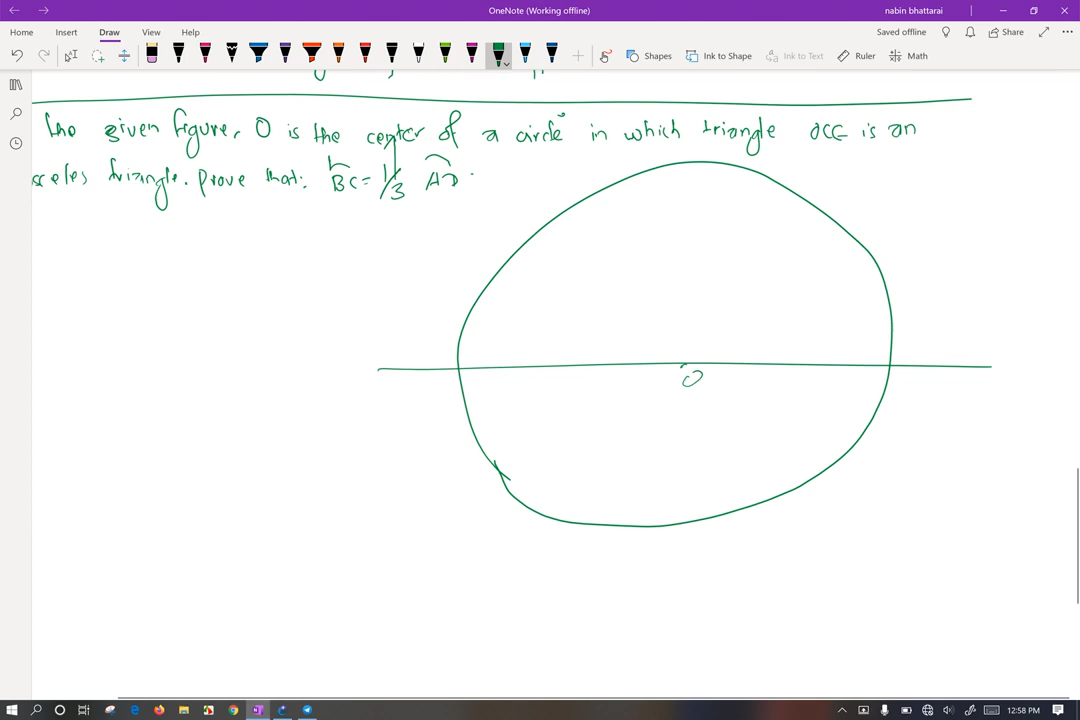 OneNote (Working offline)
nabin bhattarai
Home Insert Draw View Help
Saved offline
Share
Shapes
Ink to Shape
Ink to Text
Ruler
Math
the given figure, O is the center of a circle in which triangle OCE is an
sceles triangle. Prove that: BC = 1/3 AD.
O
12:58 PM